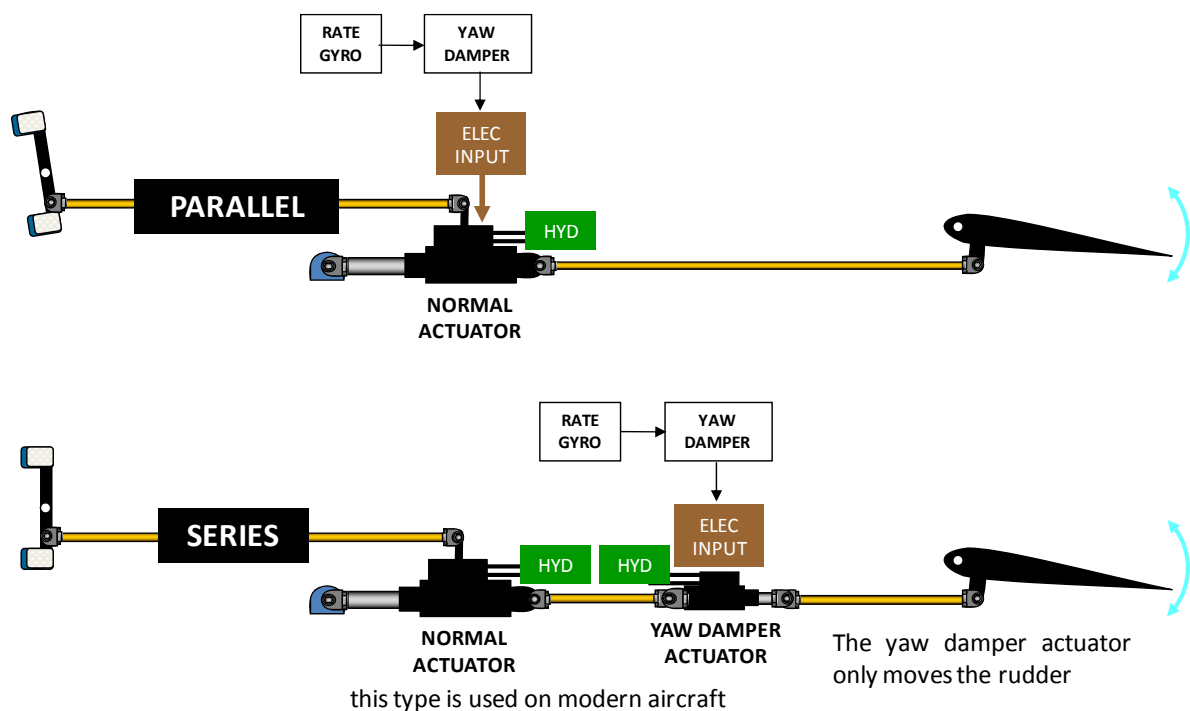 RATE
GYRO
YAW
DAMPER
ELEC
INPUT
PARALLEL
HYD
NORMAL
ACTUATOR
RATE
GYRO
YAW
DAMPER
ELEC
INPUT
SERIES
HYD
HYD
NORMAL
ACTUATOR
YAW DAMPER
ACTUATOR
The yaw damper actuator
only moves the rudder
this type is used on modern aircraft